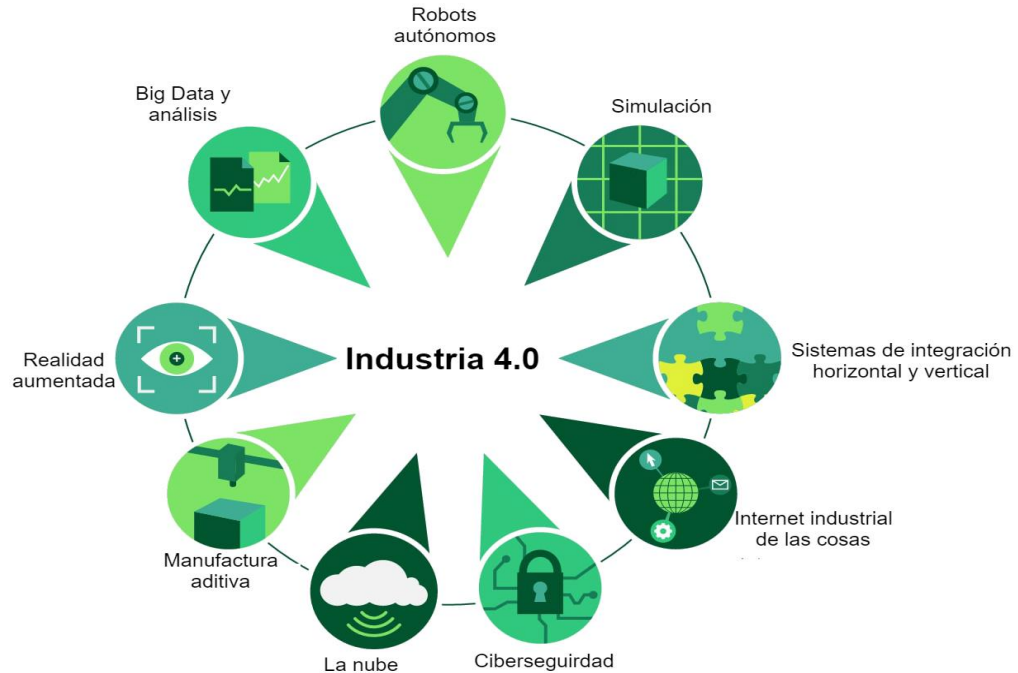 Robots
autónomos
Big Data y
análisis
Simulación
Realidad
aumentada
Industria 4.0
Sistemas de integración
horizontal y vertical
Internet industrial
de las cosas
Manufactura
aditiva
La nube
Ciberseguirdad